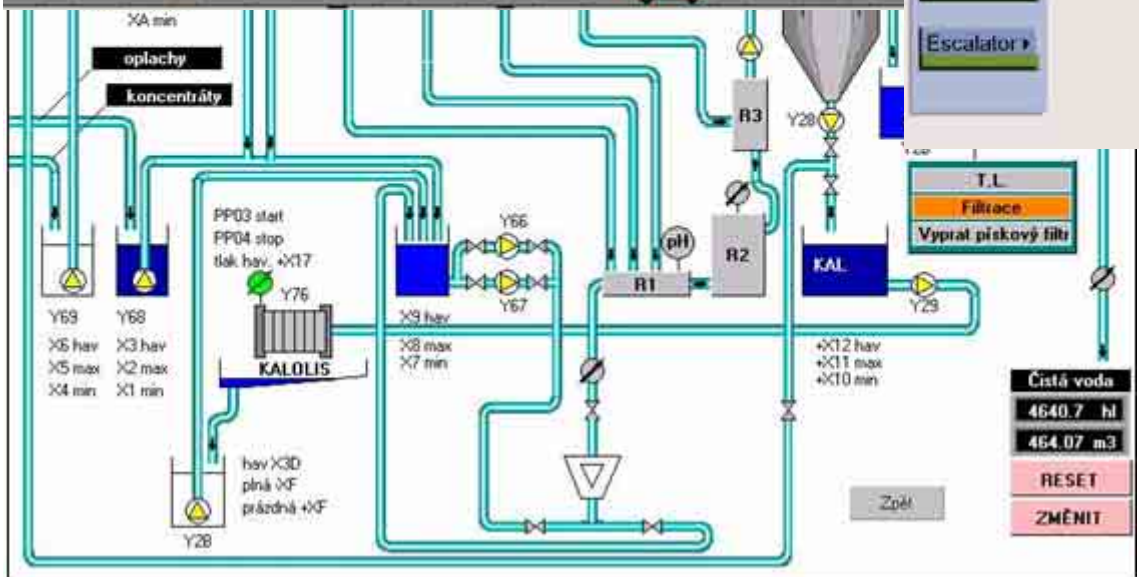 XA min
oplachy
koncentráty
Escalator
R3
Y28
T.L.
Filtrace
Vyprat pískový filtr
PP03 start
PP04 stop
tlak hav. +X17
Y66
pH
R2
R1
KAL.
Y76
Y67
Y29
Y69
Y68
X6 hav
X5 max
X4 min
X3 hav
X2 max
X1 min
X9 hav
X8 max
X7 min
KALOLIS
+X12 hav
+X11 max
+X10 min
Čistá voda
4640.7 hl
464.07 m3
RESET
ZMĚNIT
hav X3D
plná XF
prázdná +XF
Zpět
Y28